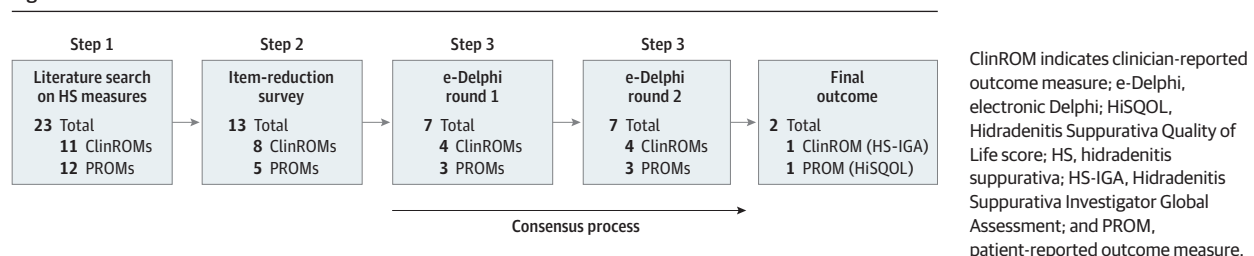 Step 1
Literature search
on HS measures
23 Total
11 ClinROMs
12 PROMs
Step 2
Item-reduction
survey
13 Total
8 ClinROMs
5 PROMs
Step 3
e-Delphi
round 1
7 Total
4 ClinROMs
3 PROMs
Step 3
e-Delphi
round 2
7 Total
4 ClinROMs
3 PROMs
Final
outcome
2 Total
1 ClinROM (HS-IGA)
1 PROM (HiSQOL)
Consensus process
ClinROM indicates clinician-reported
outcome measure; e-Delphi,
electronic Delphi; HiSQOL,
Hidradenitis Suppurativa Quality of
Life score; HS, hidradenitis
suppurativa; HS-IGA, Hidradenitis
Suppurativa Investigator Global
Assessment; and PROM,
patient-reported outcome measure.